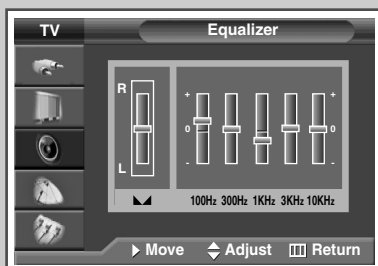 TV Equalizer
R
+ +
0 0
- -
L
100Hz 300Hz 1KHz 3KHz 10KHz
Move Adjust Return